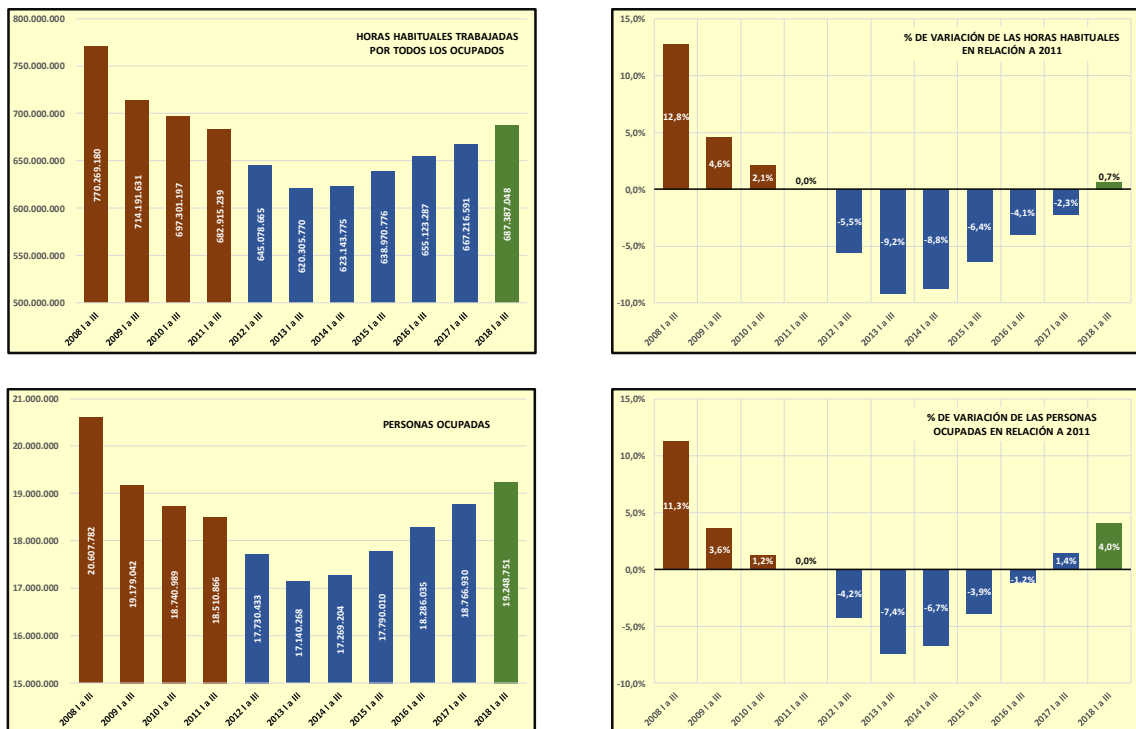 HORAS HABITUALES TRABAJADAS
POR TODOS LOS OCUPADOS
800.000.000
750.000.000
700.000.000
650.000.000
600.000.000
550.000.000
500.000.000
770.269.180
714.191.631
697.301.197
682.915.239
645.078.665
620.305.770
623.143.775
638.970.776
655.123.287
667.216.591
687.387.048
2008 I a III
2009 I a III
2010 I a III
2011 I a III
2012 I a III
2013 I a III
2014 I a III
2015 I a III
2016 I a III
2017 I a III
2018 I a III
% DE VARIACIÓN DE LAS HORAS HABITUALES
EN RELACIÓN A 2011
15,0%
10,0%
5,0%
0,0%
-5,0%
-10,0%
12,8%
4,6%
2,1%
0,0%
-5,5%
-9,2%
-8,8%
-6,4%
-4,1%
-2,3%
0,7%
2008 I a III
2009 I a III
2010 I a III
2011 I a III
2012 I a III
2013 I a III
2014 I a III
2015 I a III
2016 I a III
2017 I a III
2018 I a III
PERSONAS OCUPADAS
21.000.000
20.000.000
19.000.000
18.000.000
17.000.000
16.000.000
15.000.000
20.607.782
19.179.042
18.740.989
18.510.866
17.730.433
17.140.268
17.269.204
17.790.010
18.286.035
18.766.930
19.248.751
2008 I a III
2009 I a III
2010 I a III
2011 I a III
2012 I a III
2013 I a III
2014 I a III
2015 I a III
2016 I a III
2017 I a III
2018 I a III
% DE VARIACIÓN DE LAS PERSONAS
OCUPADAS EN RELACIÓN A 2011
15,0%
10,0%
5,0%
0,0%
-5,0%
-10,0%
11,3%
3,6%
1,2%
0,0%
-4,2%
-7,4%
-6,7%
-3,9%
-1,2%
1,4%
4,0%
2008 I a III
2009 I a III
2010 I a III
2011 I a III
2012 I a III
2013 I a III
2014 I a III
2015 I a III
2016 I a III
2017 I a III
2018 I a III